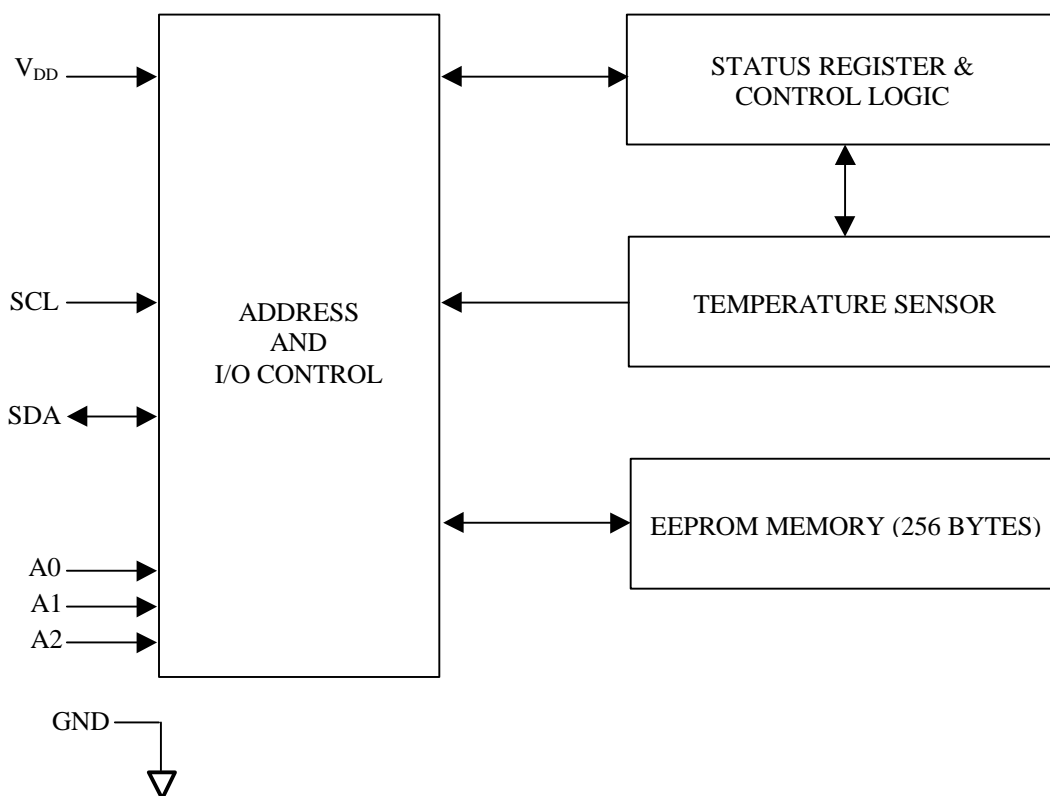 V_DD
STATUS REGISTER &
CONTROL LOGIC
SCL
ADDRESS
AND
I/O CONTROL
TEMPERATURE SENSOR
SDA
EEPROM MEMORY (256 BYTES)
A0
A1
A2
GND